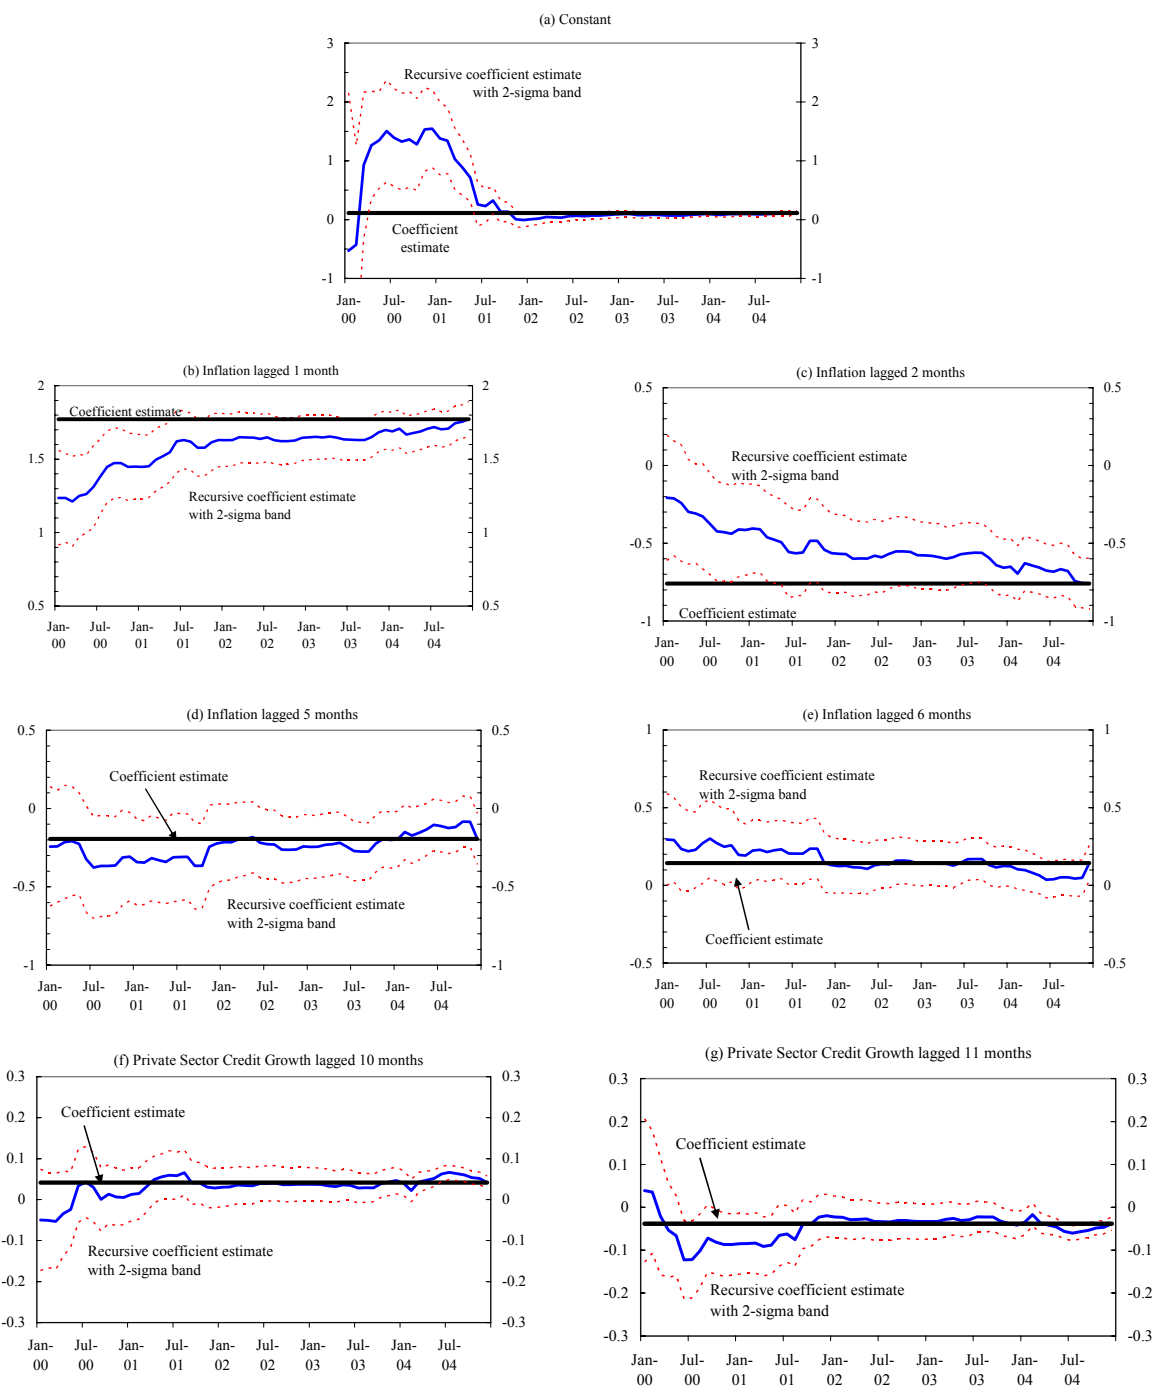 (a) Constant
3 3
Recursive coefficient estimate
with 2-sigma band
2 2
1 1
0 0
Coefficient
estimate
-1 -1
Jan- Jul- Jan- Jul- Jan- Jul- Jan- Jul- Jan- Jul-
00 00 01 01 02 02 03 03 04 04
(b) Inflation lagged 1 month
2 2
Coefficient estimate
1.5 1.5
Recursive coefficient estimate
with 2-sigma band
1 1
0.5 0.5
Jan- Jul- Jan- Jul- Jan- Jul- Jan- Jul- Jan- Jul-
00 00 01 01 02 02 03 03 04 04
(c) Inflation lagged 2 months
0.5 0.5
Recursive coefficient estimate
with 2-sigma band
0 0
-0.5 -0.5
Coefficient estimate
-1 -1
Jan- Jul- Jan- Jul- Jan- Jul- Jan- Jul- Jan- Jul-
00 00 01 01 02 02 03 03 04 04
(d) Inflation lagged 5 months
0.5 0.5
Coefficient estimate
0 0
-0.5 -0.5
Recursive coefficient estimate
with 2-sigma band
-1 -1
Jan- Jul- Jan- Jul- Jan- Jul- Jan- Jul- Jan- Jul-
00 00 01 01 02 02 03 03 04 04
(e) Inflation lagged 6 months
1 1
Recursive coefficient estimate
with 2-sigma band
0.5 0.5
0 0
Coefficient estimate
-0.5 -0.5
Jan- Jul- Jan- Jul- Jan- Jul- Jan- Jul- Jan- Jul-
00 00 01 01 02 02 03 03 04 04
(f) Private Sector Credit Growth lagged 10 months
0.3 0.3
Coefficient estimate
0.2 0.2
0.1 0.1
0 0
-0.1 -0.1
Recursive coefficient estimate
with 2-sigma band
-0.2 -0.2
-0.3 -0.3
Jan- Jul- Jan- Jul- Jan- Jul- Jan- Jul- Jan- Jul-
00 00 01 01 02 02 03 03 04 04
(g) Private Sector Credit Growth lagged 11 months
0.3 0.3
0.2 0.2
Coefficient estimate
0.1 0.1
0 0
-0.1 -0.1
Recursive coefficient estimate
with 2-sigma band
-0.2 -0.2
-0.3 -0.3
Jan- Jul- Jan- Jul- Jan- Jul- Jan- Jul- Jan- Jul-
00 00 01 01 02 02 03 03 04 04